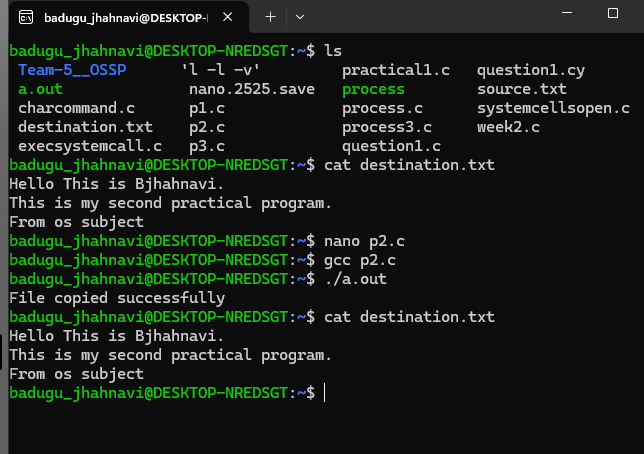 badugu_jhahnavi@DESKTOP-I
badugu_jhahnavi@DESKTOP-NREDSGT:~$ ls
Team-5__OSSP 'l -l -v' practical1.c question1.cy
a.out nano.2525.save process source.txt
charcommand.c p1.c process.c systemcellsopen.c
destination.txt p2.c process3.c week2.c
execsystemcall.c p3.c question1.c
badugu_jhahnavi@DESKTOP-NREDSGT:~$ cat destination.txt
Hello This is Bjhahnavi.
This is my second practical program.
From os subject
badugu_jhahnavi@DESKTOP-NREDSGT:~$ nano p2.c
badugu_jhahnavi@DESKTOP-NREDSGT:~$ gcc p2.c
badugu_jhahnavi@DESKTOP-NREDSGT:~$ ./a.out
File copied successfully
badugu_jhahnavi@DESKTOP-NREDSGT:~$ cat destination.txt
Hello This is Bjhahnavi.
This is my second practical program.
From os subject
badugu_jhahnavi@DESKTOP-NREDSGT:~$